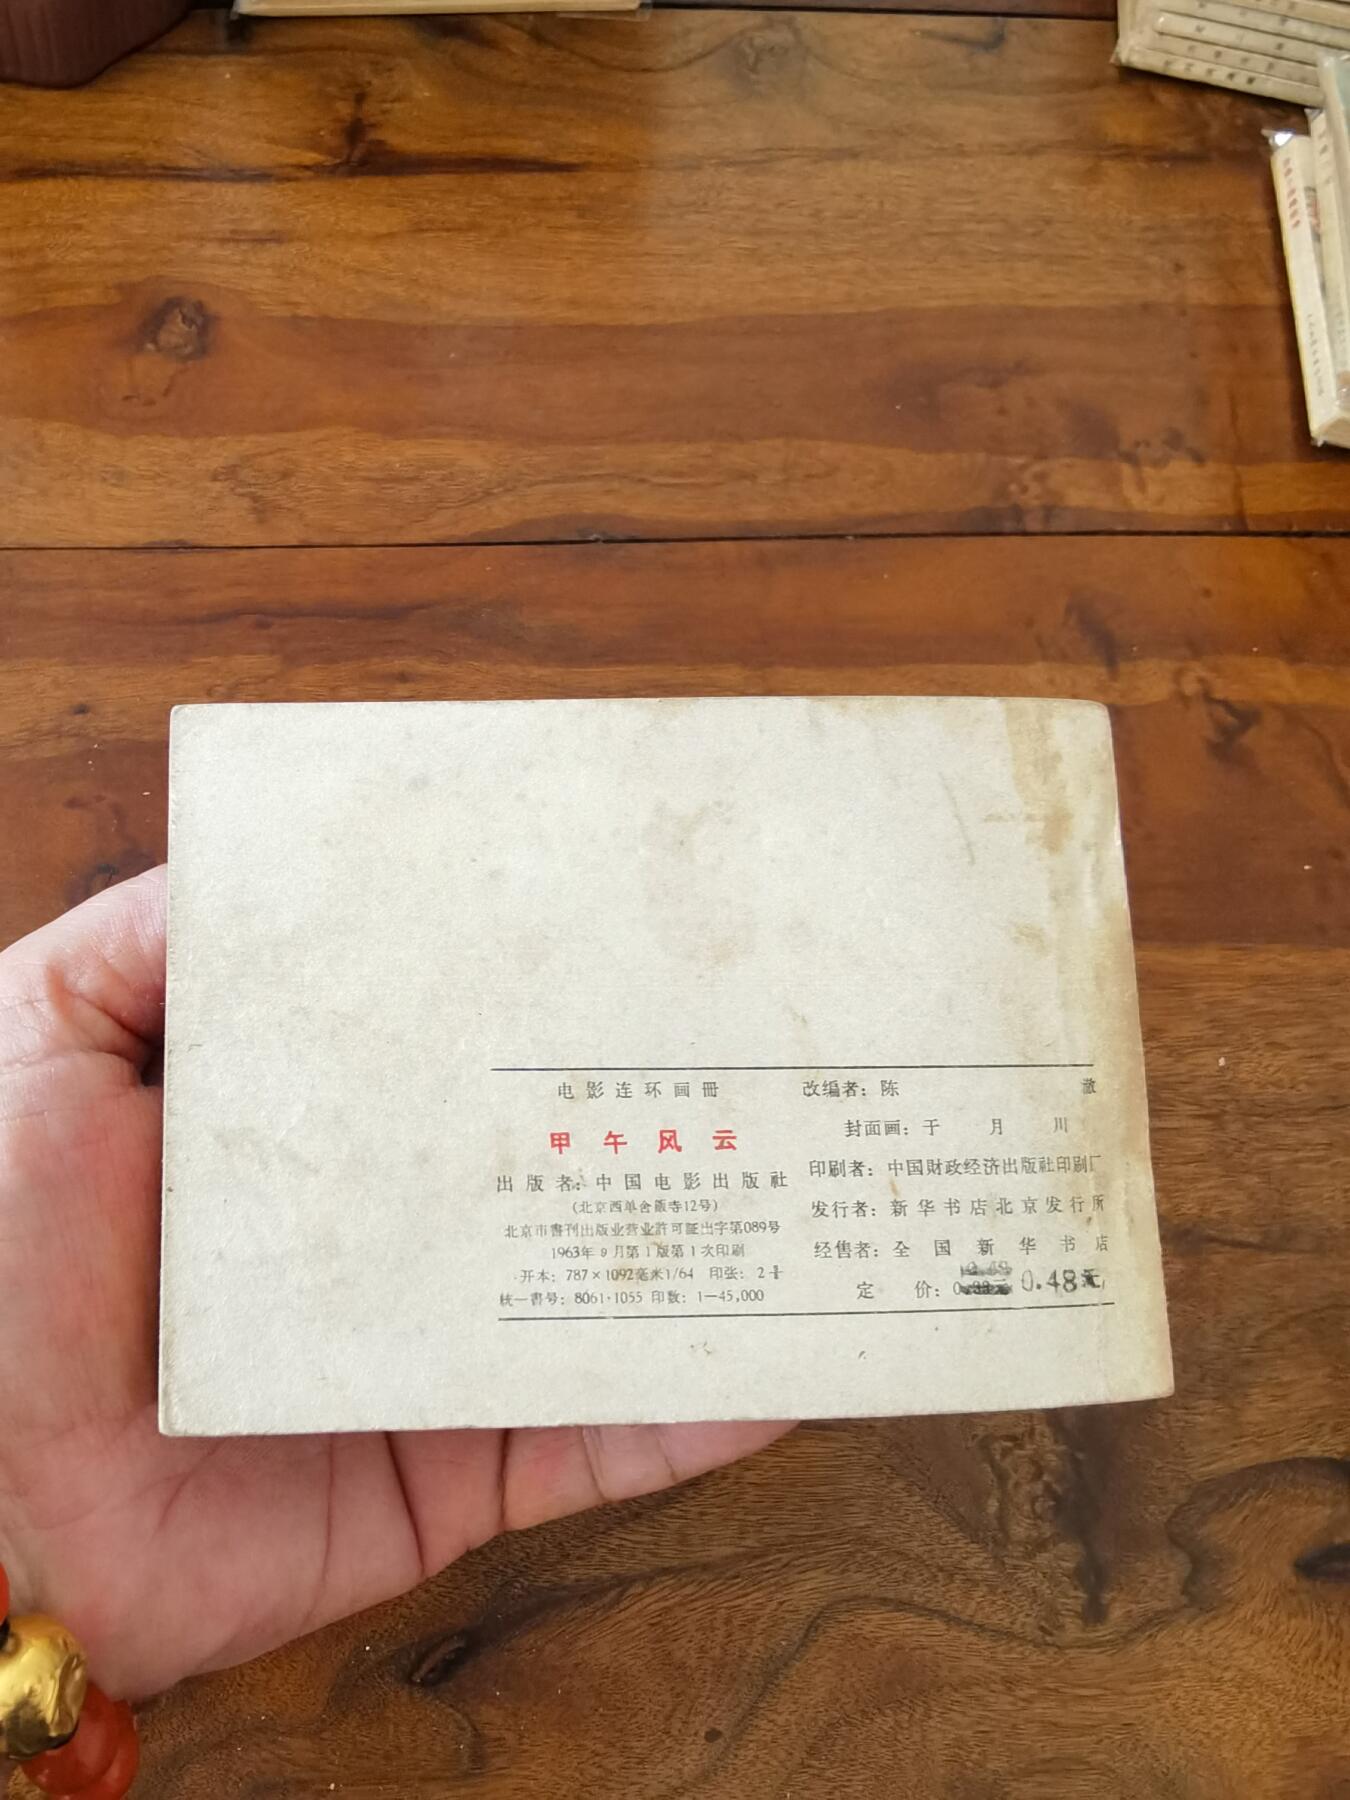 电影连环画册
甲午风云
出版者：中国电影出版社
(北京西单舍飯寺12号)
北京市書刊出版业营业許可証出字第089号
1963年9月第1版第1次印刷
开本：787×1092毫米1/64 印张：2
統一書号：8061·1055 印数：1—45,000
改编者：陈 澈
封面画：于月川
印刷者：中国財政经济出版社印刷厂
发行者：新华书店北京发行所
经售者：全国新华书店
定价： 0.48元